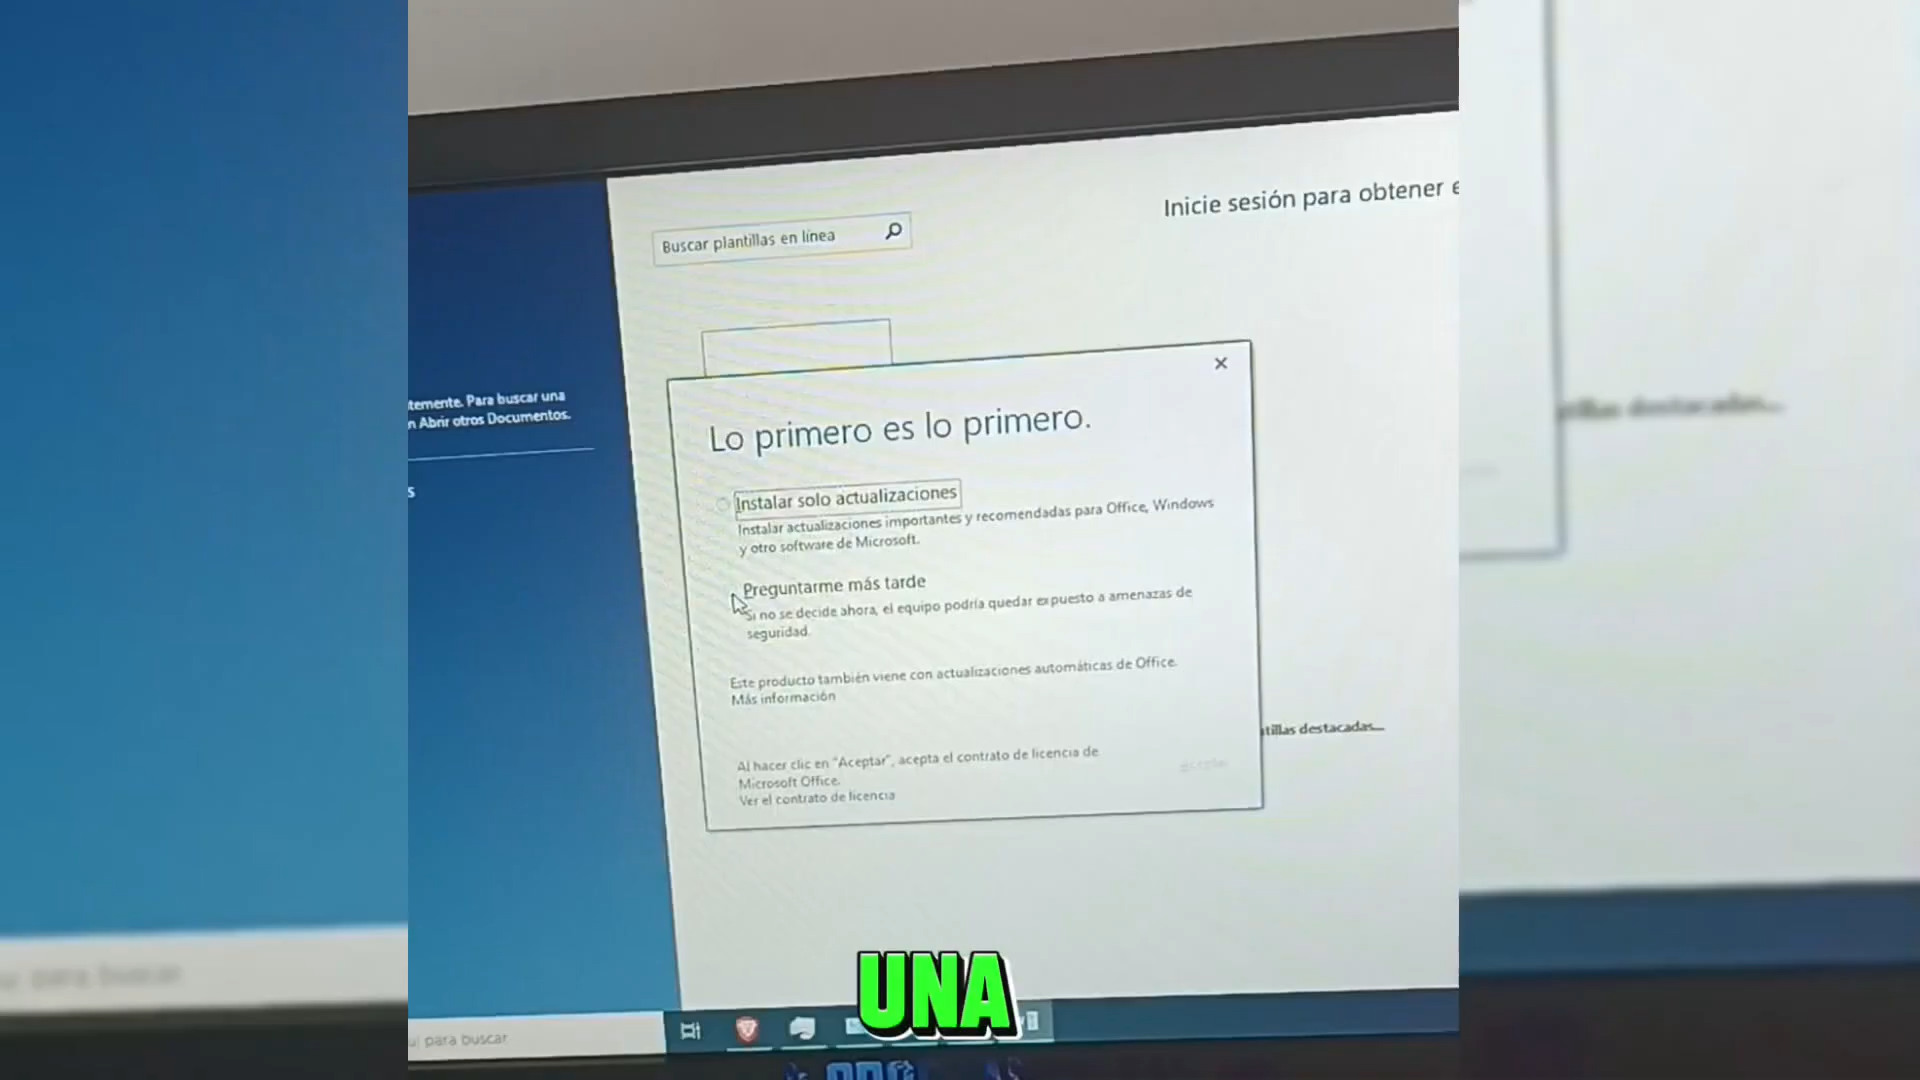 Inicie sesión para obtener
Buscar plantillas en línea
temente. Para buscar una
n Abrir otros Documentos.
s
Lo primero es lo primero.
Instalar solo actualizaciones
Instalar actualizaciones importantes y recomendadas para Office, Windows
y otro software de Microsoft.
Preguntarme más tarde
Si no se decide ahora, el equipo podría quedar expuesto a amenazas de
seguridad.
Este producto también viene con actualizaciones automáticas de Office.
Más información
tillas destacadas...
Al hacer clic en "Aceptar", acepta el contrato de licencia de
Microsoft Office.
Ver el contrato de licencia
UNA
para buscar